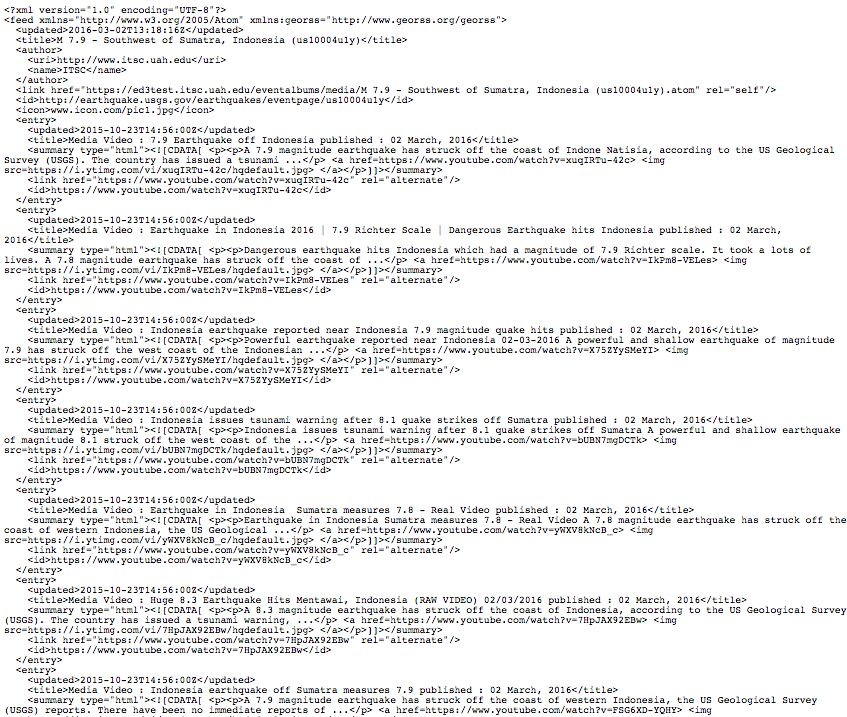 <?xml version="1.0" encoding="UTF-8"?>
<feed xmlns="http://www.w3.org/2005/Atom" xmlns:georss="http://www.georss.org/georss">
<updated>2016-03-02T13:18:16Z</updated>
<title>M 7.9 - Southwest of Sumatra, Indonesia (us10004u1y)</title>
<author>
<uri>http://www.itsc.uah.edu</uri>
<name>ITSC</name>
</author>
<link href="https://ed3test.itsc.uah.edu/eventalbums/media/M 7.9 - Southwest of Sumatra, Indonesia (us10004u1y).atom" rel="self"/>
<id>http://earthquake.usgs.gov/earthquakes/eventpage/us10004u1y</id>
<icon>www.icon.com/pic1.jpg</icon>
<entry>
<updated>2015-10-23T14:56:00Z</updated>
<title>Media Video : 7.9 Earthquake off Indonesia published : 02 March, 2016</title>
<summary type="html"><![CDATA[ <p><p>A 7.9 magnitude earthquake has struck off the coast of Indone Natisia, according to the US Geological
Survey (USGS). The country has issued a tsunami ...</p> <a href=https://www.youtube.com/watch?v=xuqIRTu-42c> <img
src=https://i.ytimg.com/vi/xuqIRTu-42c/hqdefault.jpg> </a></p>]]></summary>
<link href="https://www.youtube.com/watch?v=xuqIRTu-42c" rel="alternate"/>
<id>https://www.youtube.com/watch?v=xuqIRTu-42c</id>
</entry>
<entry>
<updated>2015-10-23T14:56:00Z</updated>
<title>Media Video : Earthquake in Indonesia 2016 | 7.9 Richter Scale | Dangerous Earthquake hits Indonesia published : 02 March,
2016</title>
<summary type="html"><![CDATA[ <p><p>Dangerous earthquake hits Indonesia which had a magnitude of 7.9 Richter scale. It took a lots of
lives. A 7.8 magnitude earthquake has struck off the coast of ...</p> <a href=https://www.youtube.com/watch?v=IkPm8-VELes> <img
src=https://i.ytimg.com/vi/IkPm8-VELes/hqdefault.jpg> </a></p>]]></summary>
<link href="https://www.youtube.com/watch?v=IkPm8-VELes" rel="alternate"/>
<id>https://www.youtube.com/watch?v=IkPm8-VELes</id>
</entry>
<entry>
<updated>2015-10-23T14:56:00Z</updated>
<title>Media Video : Indonesia earthquake reported near Indonesia 7.9 magnitude quake hits published : 02 March, 2016</title>
<summary type="html"><![CDATA[ <p><p>Powerful earthquake reported near Indonesia 02-03-2016 A powerful and shallow earthquake of magnitude
7.9 has struck off the west coast of the Indonesian ...</p> <a href=https://www.youtube.com/watch?v=X75ZYySMeYI> <img
src=https://i.ytimg.com/vi/X75ZYySMeYI/hqdefault.jpg> </a></p>]]></summary>
<link href="https://www.youtube.com/watch?v=X75ZYySMeYI" rel="alternate"/>
<id>https://www.youtube.com/watch?v=X75ZYySMeYI</id>
</entry>
<entry>
<updated>2015-10-23T14:56:00Z</updated>
<title>Media Video : Indonesia issues tsunami warning after 8.1 quake strikes off Sumatra published : 02 March, 2016</title>
<summary type="html"><![CDATA[ <p><p>Indonesia issues tsunami warning after 8.1 quake strikes off Sumatra A powerful and shallow earthquake
of magnitude 8.1 struck off the west coast of the ...</p> <a href=https://www.youtube.com/watch?v=bUBN7mgDCTk> <img
src=https://i.ytimg.com/vi/bUBN7mgDCTk/hqdefault.jpg> </a></p>]]></summary>
<link href="https://www.youtube.com/watch?v=bUBN7mgDCTk" rel="alternate"/>
<id>https://www.youtube.com/watch?v=bUBN7mgDCTk</id>
</entry>
<entry>
<updated>2015-10-23T14:56:00Z</updated>
<title>Media Video : Earthquake in Indonesia  Sumatra measures 7.8 - Real Video published : 02 March, 2016</title>
<summary type="html"><![CDATA[ <p><p>Earthquake in Indonesia Sumatra measures 7.8 - Real Video A 7.8 magnitude earthquake has struck off the
coast of western Indonesia, the US Geological ...</p> <a href=https://www.youtube.com/watch?v=yWXV8kNcB_c> <img
src=https://i.ytimg.com/vi/yWXV8kNcB_c/hqdefault.jpg> </a></p>]]></summary>
<link href="https://www.youtube.com/watch?v=yWXV8kNcB_c" rel="alternate"/>
<id>https://www.youtube.com/watch?v=yWXV8kNcB_c</id>
</entry>
<entry>
<updated>2015-10-23T14:56:00Z</updated>
<title>Media Video : Huge 8.3 Earthquake Hits Mentawai, Indonesia (RAW VIDEO) 02/03/2016 published : 02 March, 2016</title>
<summary type="html"><![CDATA[ <p><p>A 8.3 magnitude earthquake has struck off the coast of Indonesia, according to the US Geological Survey
(USGS). The country has issued a tsunami warning, ...</p> <a href=https://www.youtube.com/watch?v=7HpJAX92EBw> <img
src=https://i.ytimg.com/vi/7HpJAX92EBw/hqdefault.jpg> </a></p>]]></summary>
<link href="https://www.youtube.com/watch?v=7HpJAX92EBw" rel="alternate"/>
<id>https://www.youtube.com/watch?v=7HpJAX92EBw</id>
</entry>
<entry>
<updated>2015-10-23T14:56:00Z</updated>
<title>Media Video : Indonesia earthquake off Sumatra measures 7.9 published : 02 March, 2016</title>
<summary type="html"><![CDATA[ <p><p>A 7.9 magnitude earthquake has struck off the coast of western Indonesia, the US Geological Survey
(USGS) reports. There have been no immediate reports of ...</p> <a href=https://www.youtube.com/watch?v=FSG6XD-YQHY> <img